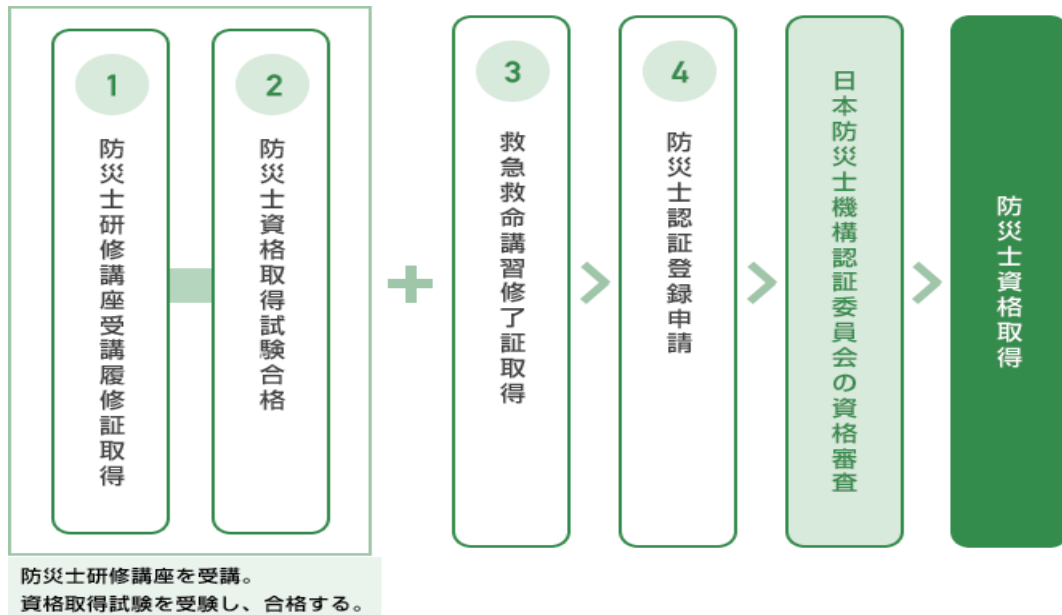 1
防災士研修講座受講履修証取得
2
防災士資格取得試験合格
3
救急救命講習修了証取得
4
防災士認証登録申請
日本防災士機構認証委員会の資格審査
防災士資格取得
防災士研修講座を受講。
資格取得試験を受験し、合格する。